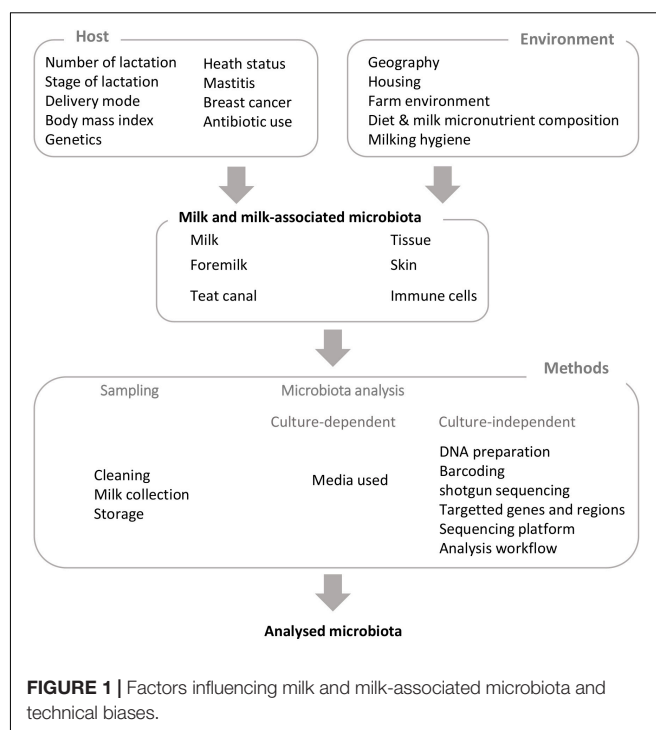 Host
Number of lactation
Stage of lactation
Delivery mode
Body mass index
Genetics
Heath status
Mastitis
Breast cancer
Antibiotic use
Environment
Geography
Housing
Farm environment
Diet & milk micronutrient composition
Milking hygiene
Milk and milk-associated microbiota
Milk
Foremilk
Teat canal
Tissue
Skin
Immune cells
Methods
Sampling
Cleaning
Milk collection
Storage
Microbiota analysis
Culture-dependent
Media used
Culture-independent
DNA preparation
Barcoding
shotgun sequencing
Targetted genes and regions
Sequencing platform
Analysis workflow
Analysed microbiota
FIGURE 1 | Factors influencing milk and milk-associated microbiota and
technical biases.